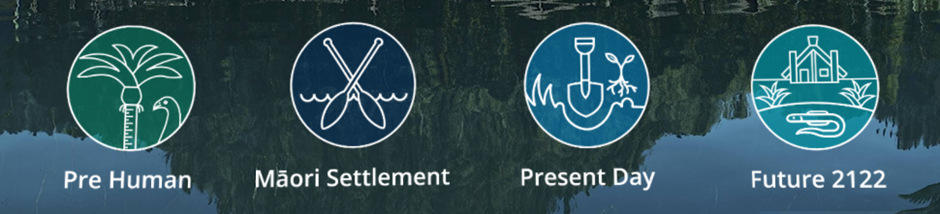 Pre Human
Māori Settlement
Present Day
Future 2122